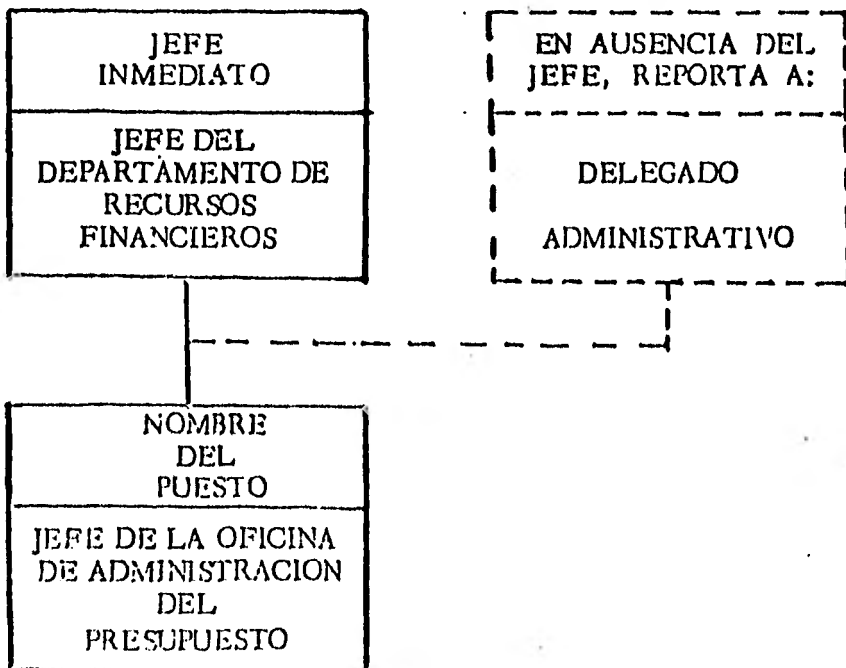 JEFE
INMEDIATO
JEFE DEL
DEPARTAMENTO DE
RECURSOS
FINANCIEROS
EN AUSENCIA DEL
JEFE, REPORTA A:
DELEGADO
ADMINISTRATIVO
NOMBRE
DEL
PUESTO
JEFE DE LA OFICINA
DE ADMINISTRACION
DEL
PRESUPUESTO